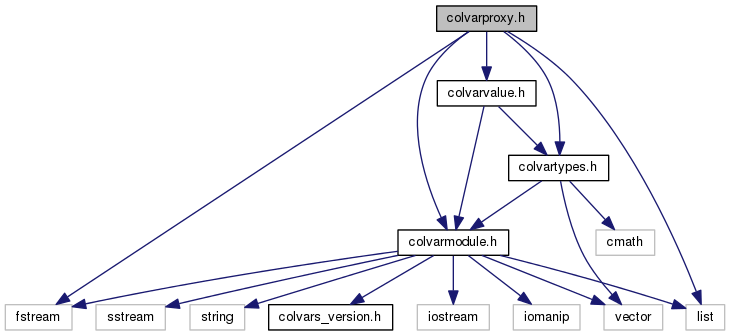 colvarproxy.h
colvarvalue.h
colvartypes.h
colvarmodule.h
cmath
fstream
sstream
string
colvars_version.h
iostream
iomanip
vector
list